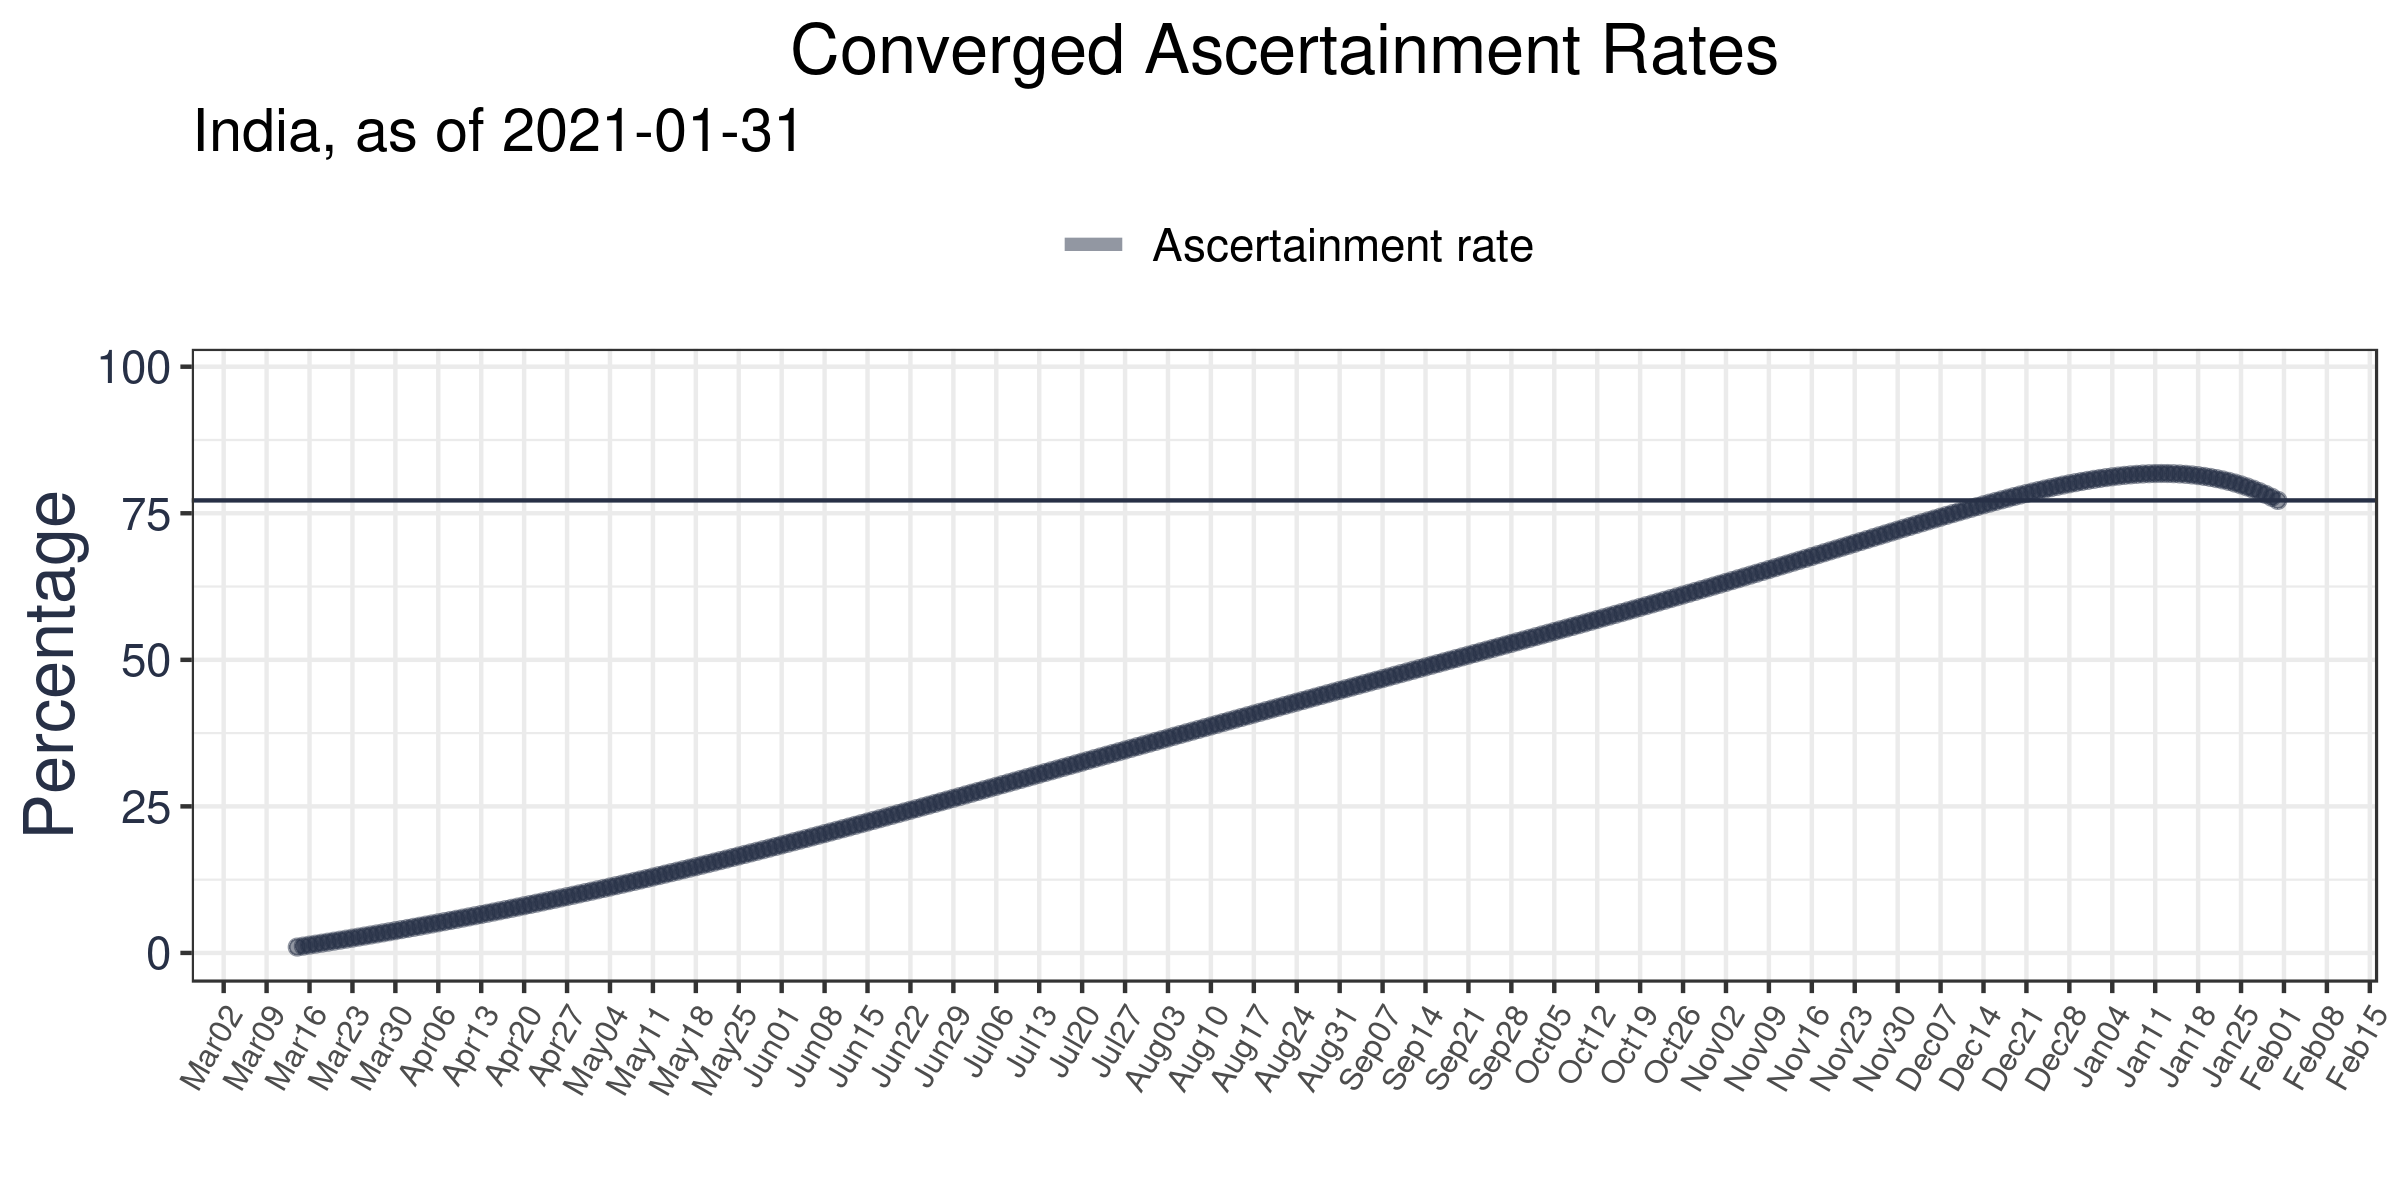 Converged Ascertainment Rates
India, as of 2021-01-31
Ascertainment rate
Percentage
100
75
50
25
0
Mar02 Mar09 Mar16 Mar23 Mar30 Apr06 Apr13 Apr20 Apr27 May04 May11 May18 May25 Jun01 Jun08 Jun15 Jun22 Jun29 Jul06 Jul13 Jul20 Jul27 Aug03 Aug10 Aug17 Aug24 Aug31 Sep07 Sep14 Sep21 Sep28 Oct05 Oct12 Oct19 Oct26 Nov02 Nov09 Nov16 Nov23 Nov30 Dec07 Dec14 Dec21 Dec28 Jan04 Jan11 Jan18 Jan25 Feb01 Feb08 Feb15